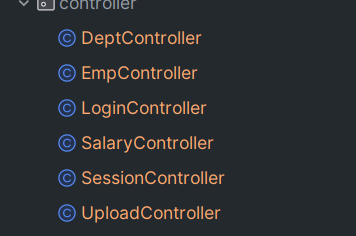 controller
DeptController
EmpController
LoginController
SalaryController
SessionController
UploadController